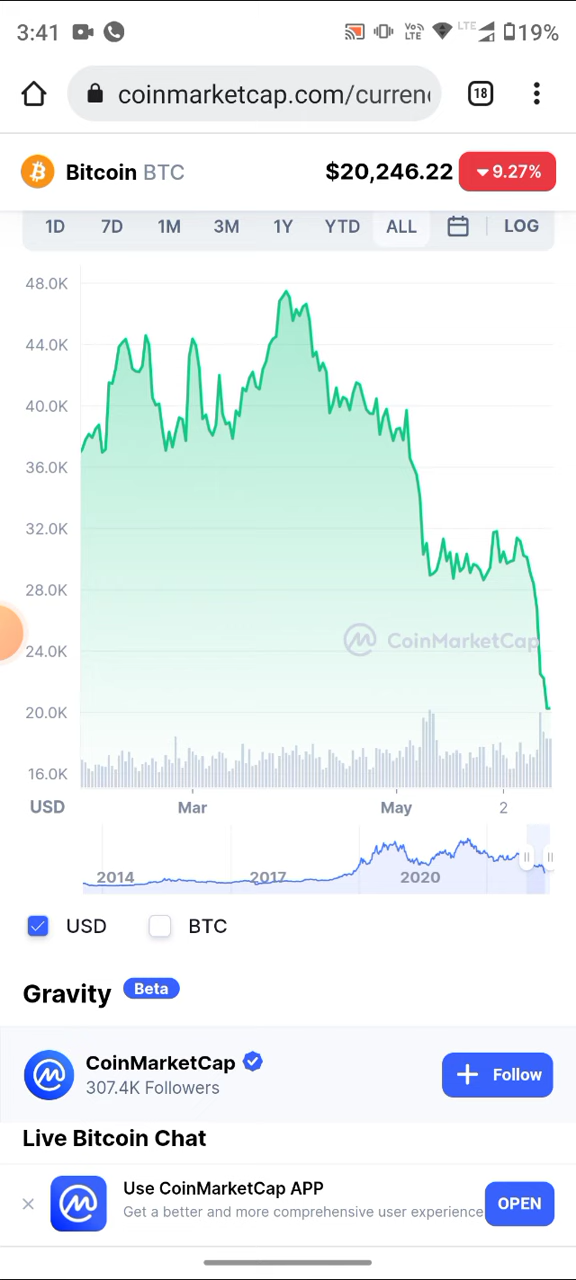 3:41 Vo) LTE LTE 19%
coinmarketcap.com/curren 18
Bitcoin BTC $20,246.22 9.27%
1D 7D 1M 3M 1Y YTD ALL LOG
48.0K
44.0K
40.0K
36.0K
32.0K
28.0K
24.0K
CoinMarketCap
20.0K
16.0K
USD Mar May 2
2014 2017 2020
USD BTC
Gravity Beta
CoinMarketCap
307.4K Followers
+ Follow
Live Bitcoin Chat
Use CoinMarketCap APP
Get a better and more comprehensive user experience
OPEN